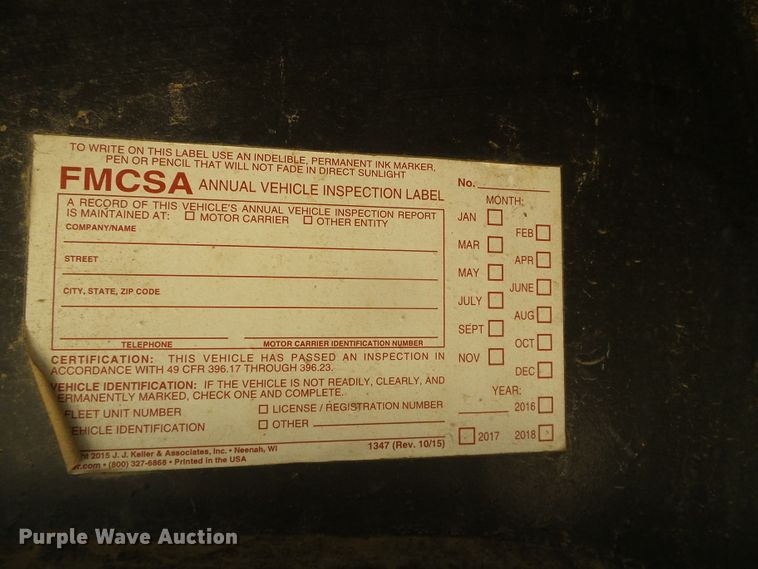 TO WRITE ON THIS LABEL USE AN INDELIBLE, PERMANENT INK MARKER,
PEN OR PENCIL THAT WILL NOT FADE IN DIRECT SUNLIGHT
FMCSA ANNUAL VEHICLE INSPECTION LABEL
A RECORD OF THIS VEHICLE'S ANNUAL VEHICLE INSPECTION REPORT
IS MAINTAINED AT: ☐ MOTOR CARRIER ☐ OTHER ENTITY
COMPANY/NAME
STREET
CITY, STATE, ZIP CODE
TELEPHONE MOTOR CARRIER IDENTIFICATION NUMBER
CERTIFICATION: THIS VEHICLE HAS PASSED AN INSPECTION IN
ACCORDANCE WITH 49 CFR 396.17 THROUGH 396.23.
VEHICLE IDENTIFICATION: IF THE VEHICLE IS NOT READILY, CLEARLY, AND
ERMANENTLY MARKED, CHECK ONE AND COMPLETE.
FLEET UNIT NUMBER ☐ LICENSE / REGISTRATION NUMBER
EHICLE IDENTIFICATION ☐ OTHER
ht 2015 J. J. Keller & Associates, Inc. • Neenah, WI 1347 (Rev. 10/15)
er.com • (800) 327-6868 • Printed in the USA
No.
MONTH:
JAN ☐ FEB ☐
MAR ☐ APR ☐
MAY ☐ JUNE ☐
JULY ☐ AUG ☐
SEPT ☐ OCT ☐
NOV ☐ DEC ☐
YEAR:
2016 ☐
☐ 2017 2018 ☐
Purple Wave Auction